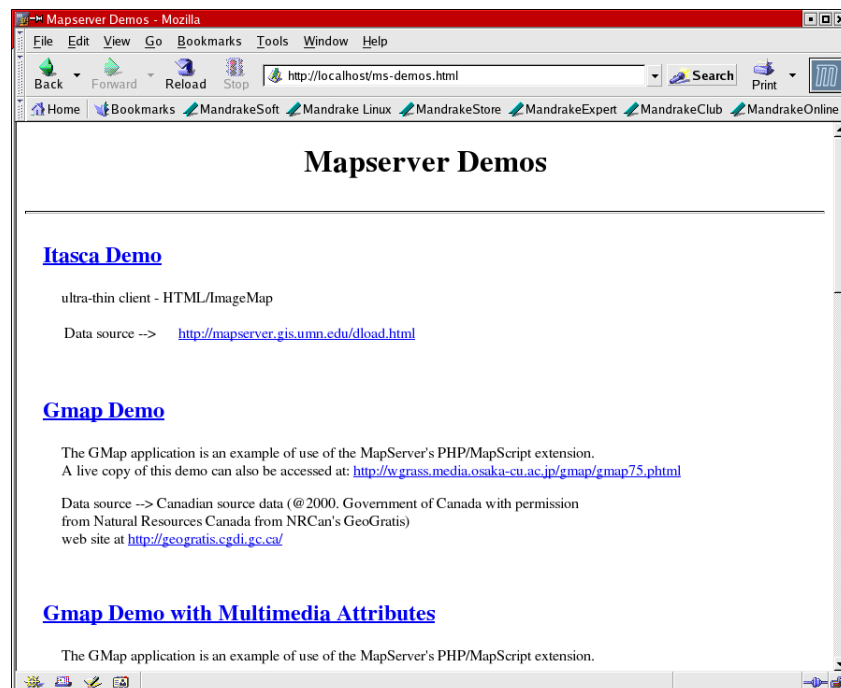 Mapserver Demos - Mozilla
File Edit View Go Bookmarks Tools Window Help
Back Forward Reload Stop http://localhost/ms-demos.html Search Print
Home Bookmarks MandrakeSoft Mandrake Linux MandrakeStore MandrakeExpert MandrakeClub MandrakeOnline
Mapserver Demos
Itasca Demo
ultra-thin client - HTML/ImageMap
Data source --> http://mapserver.gis.umn.edu/dload.html
Gmap Demo
The GMap application is an example of use of the MapServer's PHP/MapScript extension.
A live copy of this demo can also be accessed at: http://wgrass.media.osaka-cu.ac.jp/gmap/gmap75.phtml
Data source --> Canadian source data (@2000. Government of Canada with permission
from Natural Resources Canada from NRCan's GeoGratis)
web site at http://geogratis.cgdi.gc.ca/
Gmap Demo with Multimedia Attributes
The GMap application is an example of use of the MapServer's PHP/MapScript extension.